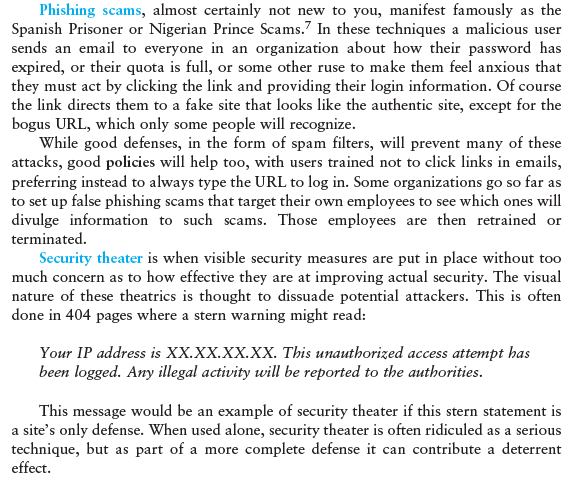 Phishing scams, almost certainly not new to you, manifest famously as the
Spanish Prisoner or Nigerian Prince Scams.7 In these techniques a malicious user
sends an email to everyone in an organization about how their password has
expired, or their quota is full, or some other ruse to make them feel anxious that
they must act by clicking the link and providing their login information. Of course
the link directs them to a fake site that looks like the authentic site, except for the
bogus URL, which only some people will recognize.
While good defenses, in the form of spam filters, will prevent many of these
attacks, good policies will help too, with users trained not to click links in emails,
preferring instead to always type the URL to log in. Some organizations go so far as
to set up false phishing scams that target their own employees to see which ones will
divulge information to such scams. Those employees are then retrained or
terminated.
Security theater is when visible security measures are put in place without too
much concern as to how effective they are at improving actual security. The visual
nature of these theatrics is thought to dissuade potential attackers. This is often
done in 404 pages where a stern warning might read:
Your IP address is XX.XX.XX.XX. This unauthorized access attempt has
been logged. Any illegal activity will be reported to the authorities.
This message would be an example of security theater if this stern statement is
a site's only defense. When used alone, security theater is often ridiculed as a serious
technique, but as part of a more complete defense it can contribute a deterrent
effect.